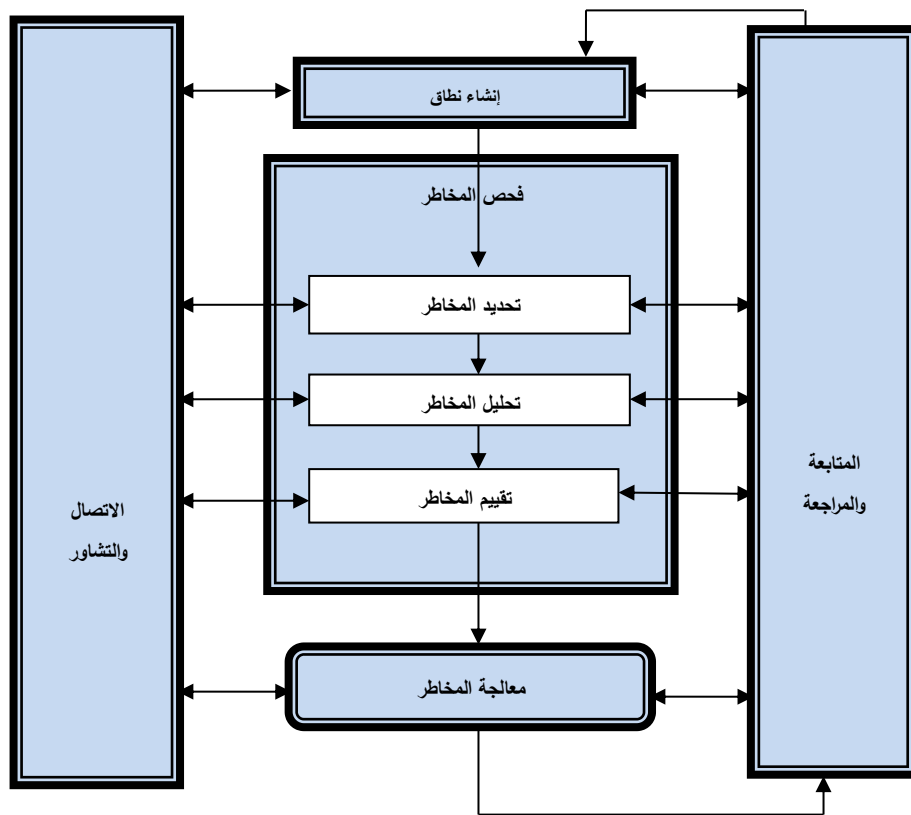 إنشاء نطاق
فحص المخاطر
تحديد المخاطر
تحليل المخاطر
تقييم المخاطر
معالجة المخاطر
المتابعة
والمراجعة
الاتصال
والتشاور